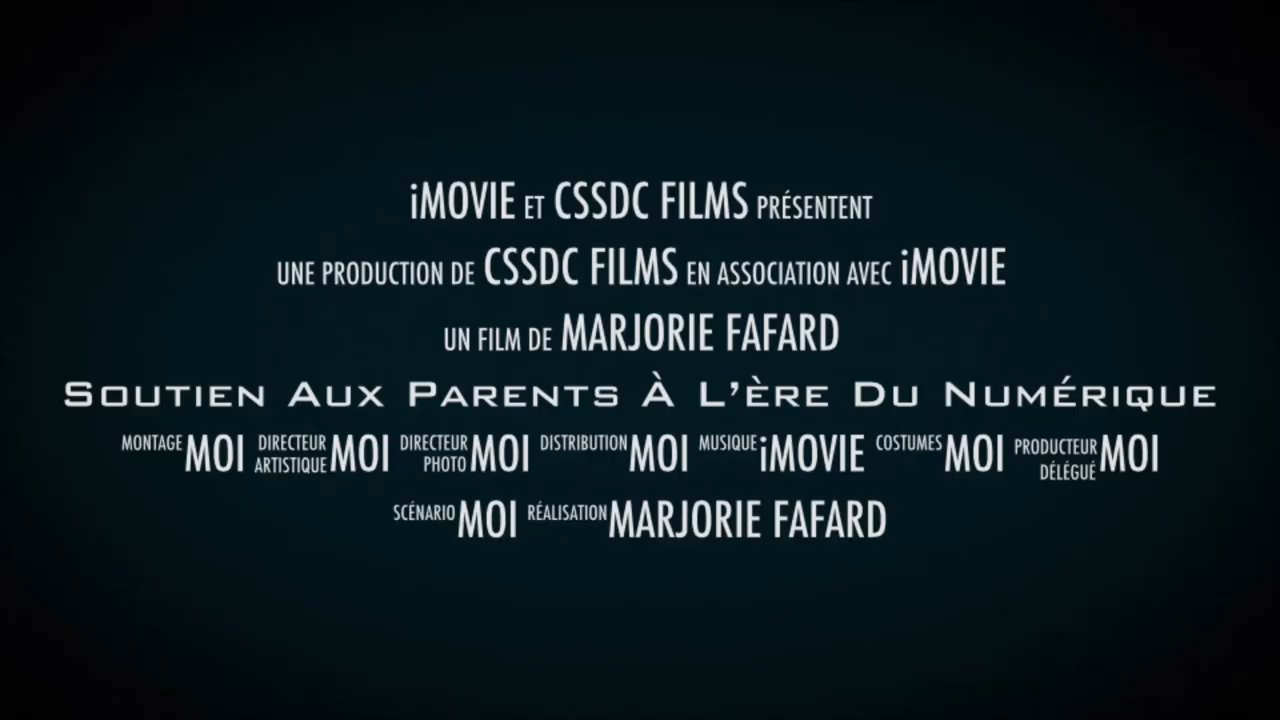 iMOVIE ET CSSDC FILMS PRÉSENTENT
UNE PRODUCTION DE CSSDC FILMS EN ASSOCIATION AVEC iMOVIE
UN FILM DE MARJORIE FAFARD
SOUTIEN AUX PARENTS À L'ÈRE DU NUMÉRIQUE
MONTAGE MOI DIRECTEUR ARTISTIQUE MOI DIRECTEUR PHOTO MOI DISTRIBUTION MOI MUSIQUE iMOVIE COSTUMES MOI PRODUCTEUR DÉLÉGUÉ MOI
SCÉNARIO MOI RÉALISATION MARJORIE FAFARD